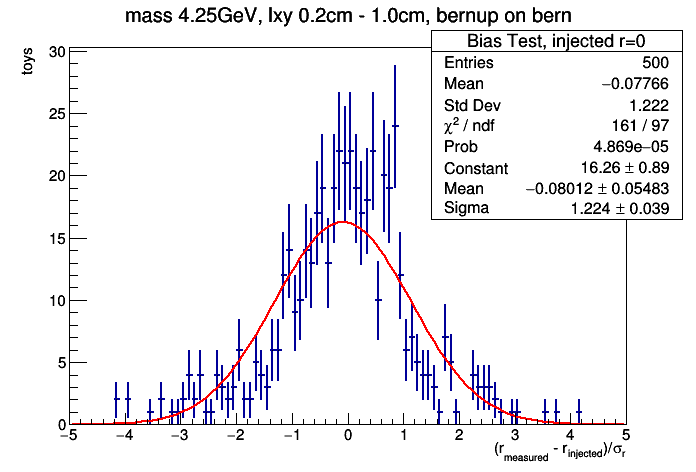 mass 4.25GeV, lxy 0.2cm - 1.0cm, bernup on bern
toys
Bias Test, injected r=0
Entries 500
Mean −0.07766
Std Dev 1.222
χ² / ndf 161 / 97
Prob 4.869e−05
Constant 16.26 ± 0.89
Mean −0.08012 ± 0.05483
Sigma 1.224 ± 0.039
30
25
20
15
10
5
0
−5 −4 −3 −2 −1 0 1 2 3 4 5
(r_measured - r_injected)/σ_r